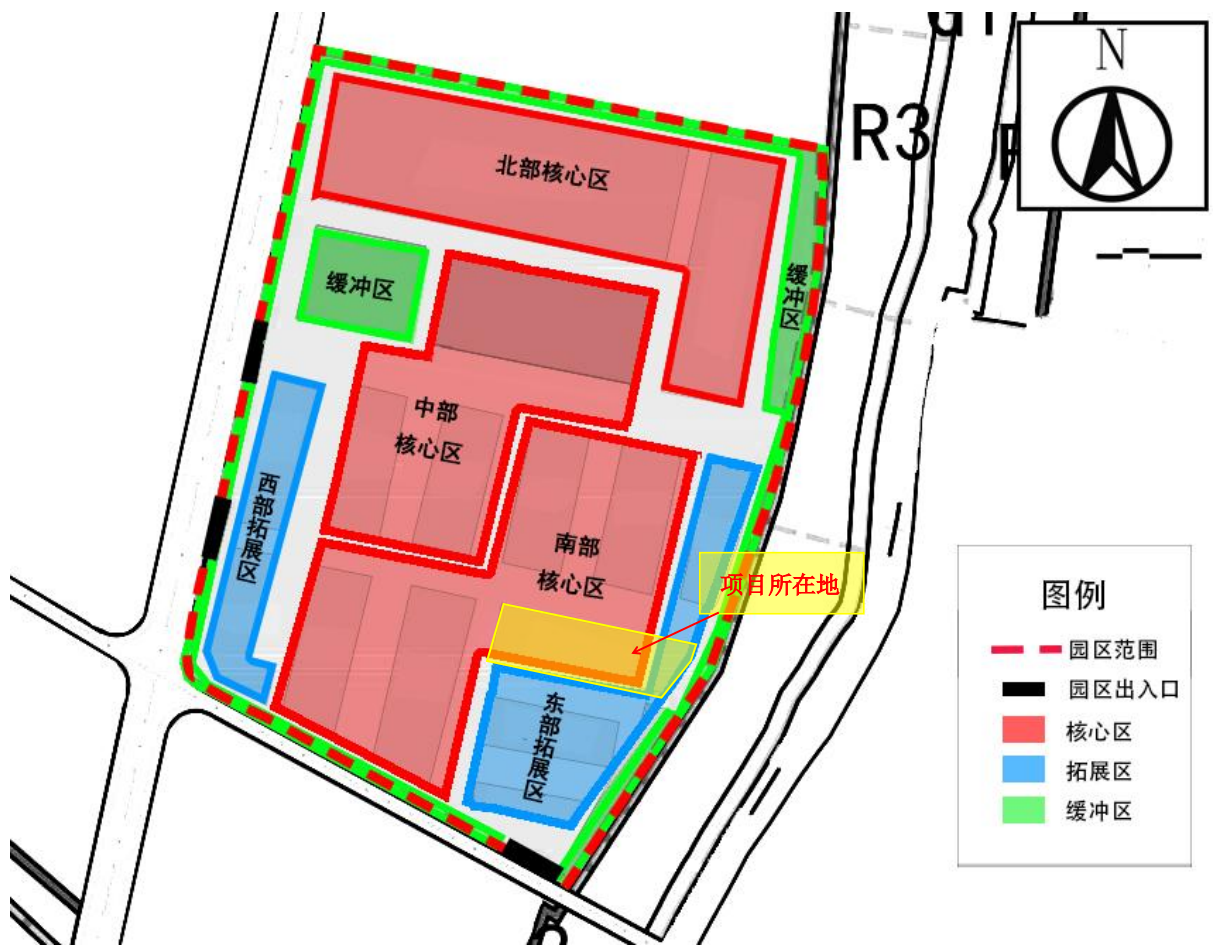 N
R3
北部核心区
缓冲区
缓冲区
中部
核心区
西部拓展区
南部
核心区
项目所在地
东部拓展区
图例
园区范围
园区出入口
核心区
拓展区
缓冲区